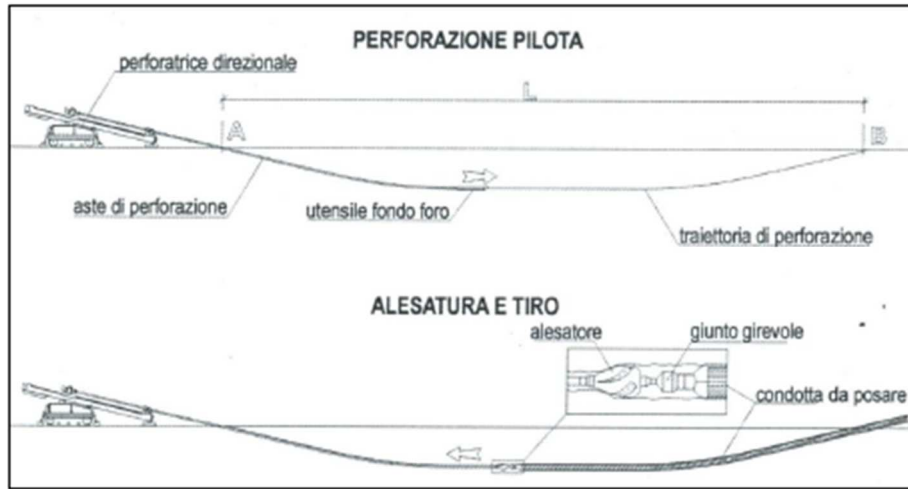 PERFORAZIONE PILOTA
perforatrice direzionale
L
A
B
aste di perforazione
utensile fondo foro
traiettoria di perforazione
ALESATURA E TIRO
alesatore
giunto girevole
condotta da posare